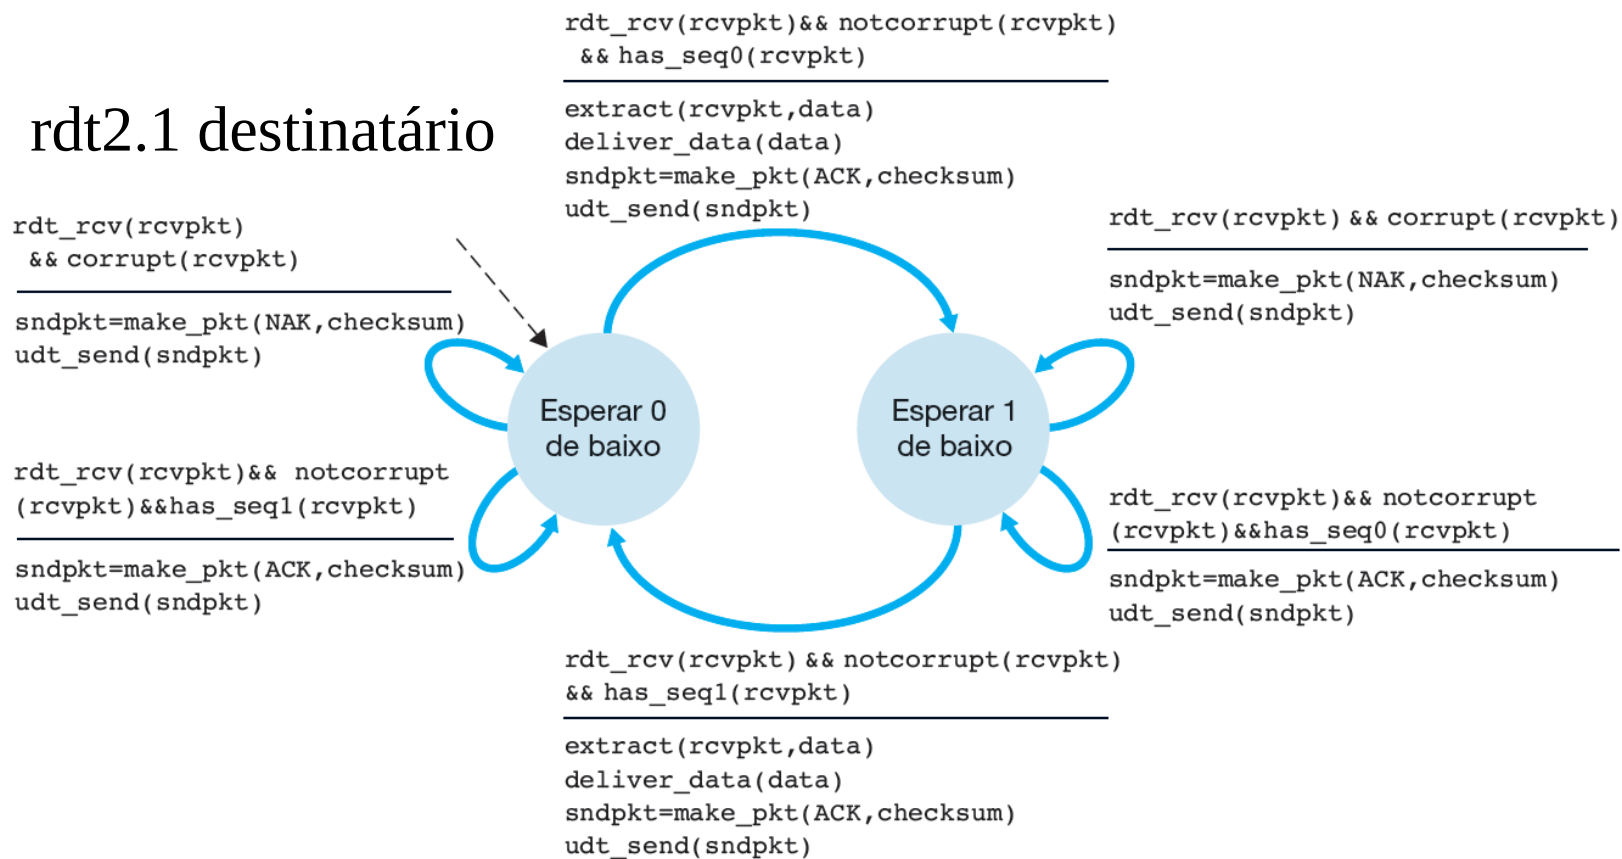 rdt2.1 destinatário
rdt_rcv(rcvpkt)&& notcorrupt(rcvpkt)
&& has_seq0(rcvpkt)
extract(rcvpkt,data)
deliver_data(data)
sndpkt=make_pkt(ACK,checksum)
udt_send(sndpkt)
rdt_rcv(rcvpkt)
&& corrupt(rcvpkt)
sndpkt=make_pkt(NAK,checksum)
udt_send(sndpkt)
rdt_rcv(rcvpkt) && corrupt(rcvpkt)
sndpkt=make_pkt(NAK,checksum)
udt_send(sndpkt)
Esperar 0
de baixo
Esperar 1
de baixo
rdt_rcv(rcvpkt)&& notcorrupt
(rcvpkt)&&has_seq1(rcvpkt)
sndpkt=make_pkt(ACK,checksum)
udt_send(sndpkt)
rdt_rcv(rcvpkt)&& notcorrupt
(rcvpkt)&&has_seq0(rcvpkt)
sndpkt=make_pkt(ACK,checksum)
udt_send(sndpkt)
rdt_rcv(rcvpkt) && notcorrupt(rcvpkt)
&& has_seq1(rcvpkt)
extract(rcvpkt,data)
deliver_data(data)
sndpkt=make_pkt(ACK,checksum)
udt_send(sndpkt)